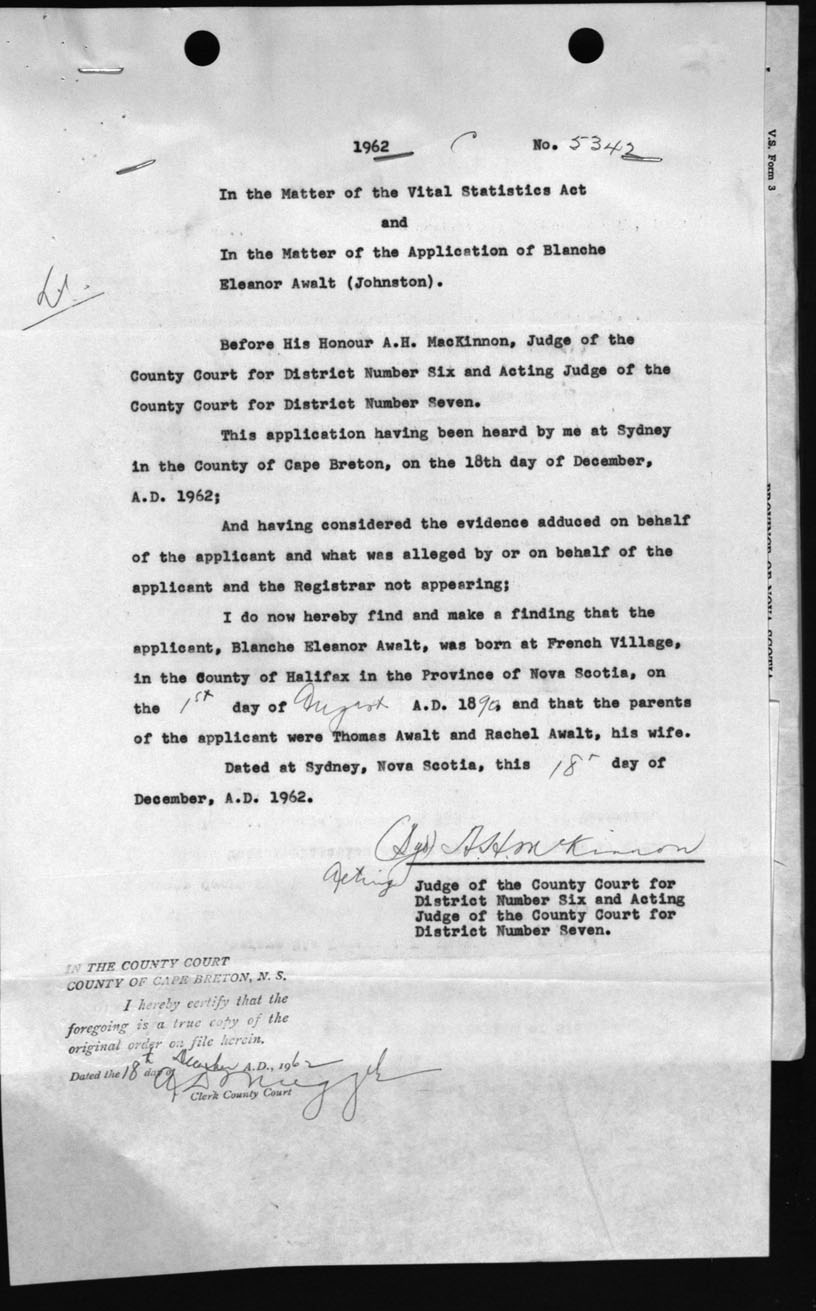 1962 C No. 5342
In the Matter of the Vital Statistics Act
and
In the Matter of the Application of Blanche
Eleanor Awalt (Johnston).
Before His Honour A.H. MacKinnon, Judge of the
County Court for District Number Six and Acting Judge of the
County Court for District Number Seven.
This application having been heard by me at Sydney
in the County of Cape Breton, on the 18th day of December,
A.D. 1962;
And having considered the evidence adduced on behalf
of the applicant and what was alleged by or on behalf of the
applicant and the Registrar not appearing;
I do now hereby find and make a finding that the
applicant, Blanche Eleanor Awalt, was born at French Village,
in the County of Halifax in the Province of Nova Scotia, on
the 1st day of August A.D. 1890 and that the parents
of the applicant were Thomas Awalt and Rachel Awalt, his wife.
Dated at Sydney, Nova Scotia, this 18th day of
December, A.D. 1962.
(Sgd) A.H. McKinnon
Acting Judge of the County Court for
District Number Six and Acting
Judge of the County Court for
District Number Seven.
IN THE COUNTY COURT
COUNTY OF CAPE BRETON, N. S.
I hereby certify that the
foregoing is a true copy of the
original order on file herein.
Dated the 18th day of December A.D., 1962
Clerk County Court
V.S. Form 3